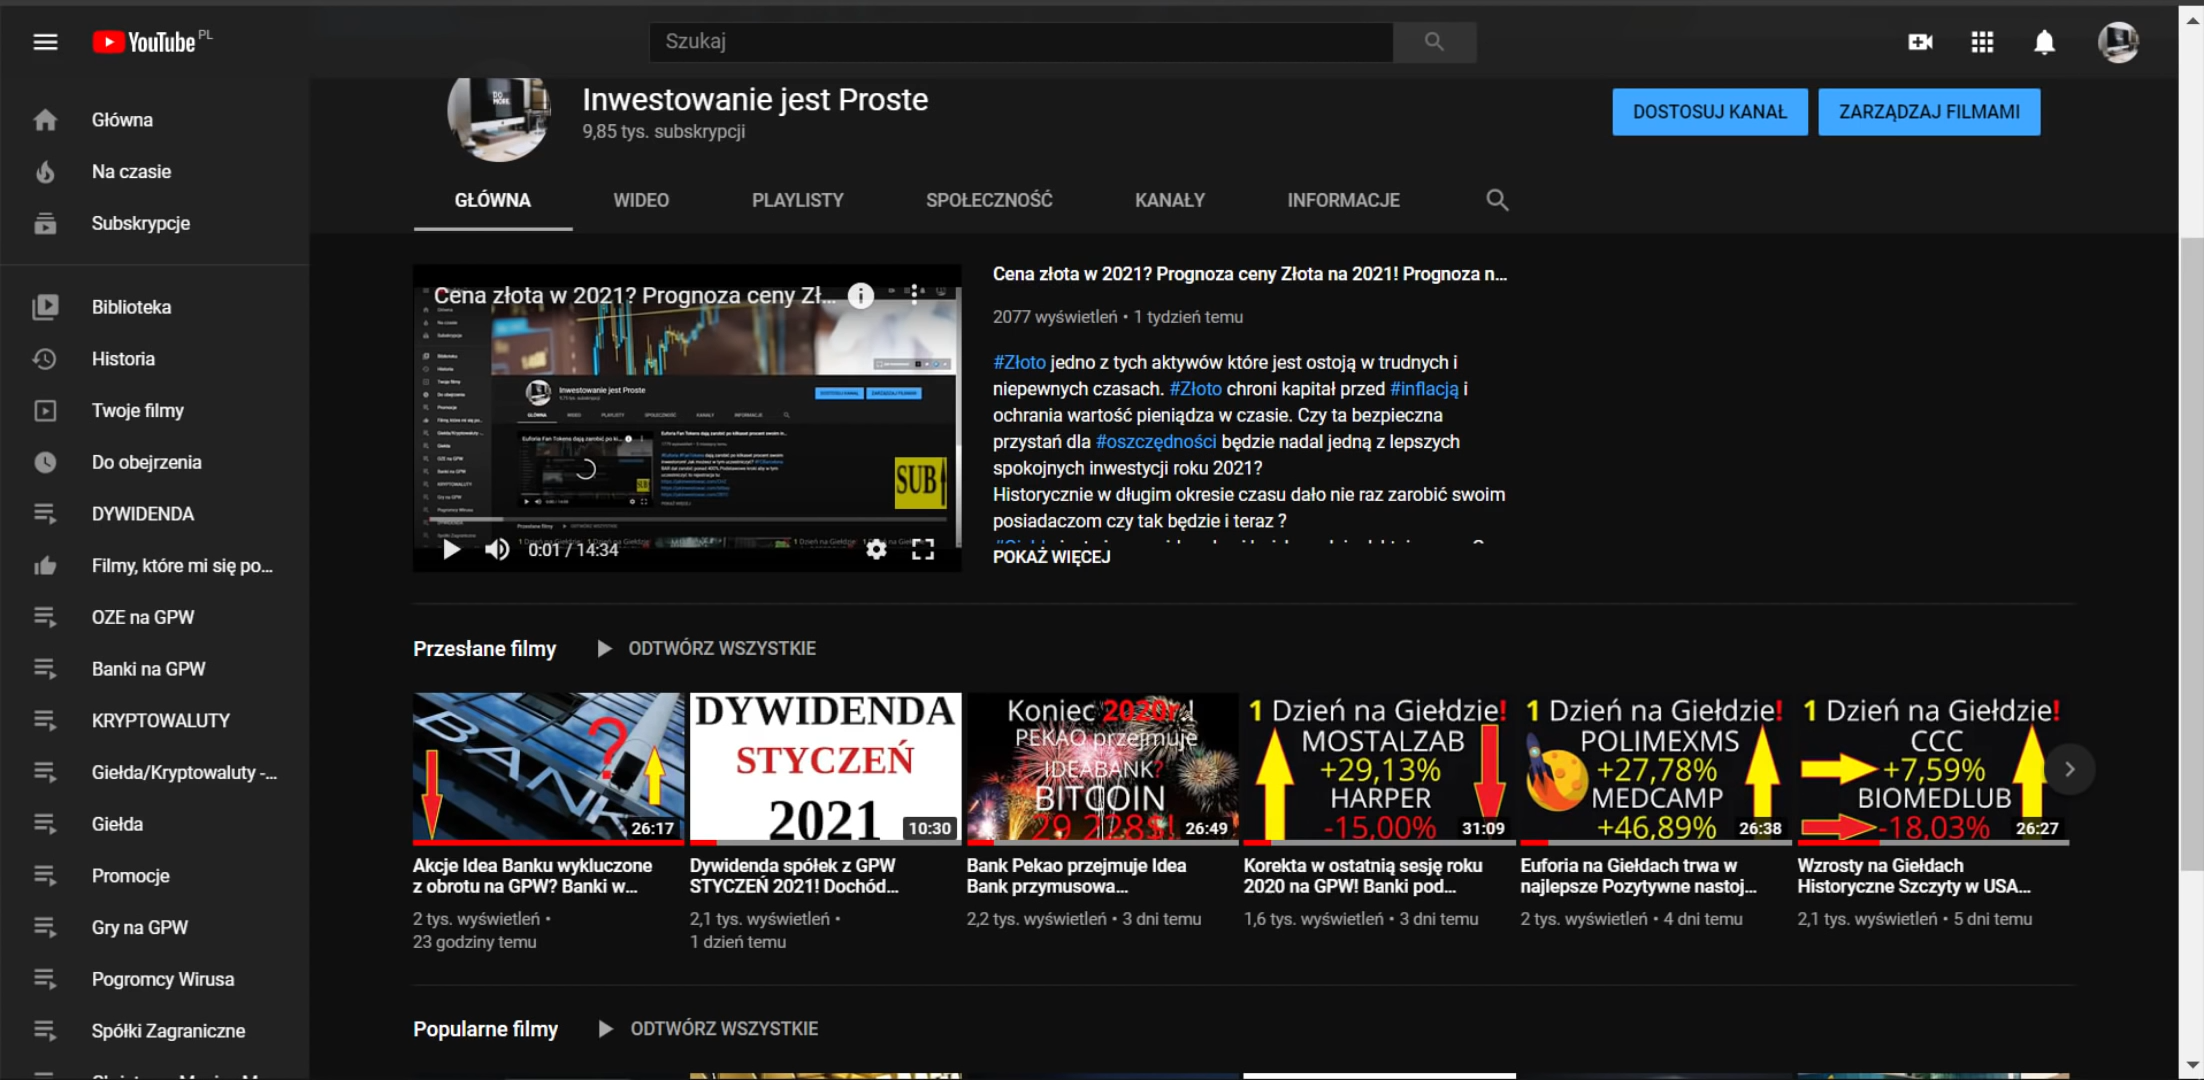 YouTube PL
Szukaj
Główna
Na czasie
Subskrypcje
Biblioteka
Historia
Twoje filmy
Do obejrzenia
DYWIDENDA
Filmy, które mi się po...
OZE na GPW
Banki na GPW
KRYPTOWALUTY
Giełda/Kryptowaluty -...
Giełda
Promocje
Gry na GPW
Pogromcy Wirusa
Spółki Zagraniczne
DO MORE
Inwestowanie jest Proste
9,85 tys. subskrypcji
DOSTOSUJ KANAŁ
ZARZĄDZAJ FILMAMI
GŁÓWNA
WIDEO
PLAYLISTY
SPOŁECZNOŚĆ
KANAŁY
INFORMACJE
Cena złota w 2021? Prognoza ceny Zł...
Inwestowanie jest Proste
SUB
0:01 / 14:34
Cena złota w 2021? Prognoza ceny Złota na 2021! Prognoza n...
2077 wyświetleń • 1 tydzień temu
#Złoto jedno z tych aktywów które jest ostoją w trudnych i
niepewnych czasach. #Złoto chroni kapitał przed #inflacją i
ochrania wartość pieniądza w czasie. Czy ta bezpieczna
przystań dla #oszczędności będzie nadal jedną z lepszych
spokojnych inwestycji roku 2021?
Historycznie w długim okresie czasu dało nie raz zarobić swoim
posiadaczom czy tak będzie i teraz ?
POKAŻ WIĘCEJ
Przesłane filmy
ODTWÓRZ WSZYSTKIE
BANK
?
26:17
Akcje Idea Banku wykluczone
z obrotu na GPW? Banki w...
2 tys. wyświetleń •
23 godziny temu
DYWIDENDA
STYCZEŃ
2021
10:30
Dywidenda spółek z GPW
STYCZEŃ 2021! Dochód...
2,1 tys. wyświetleń •
1 dzień temu
Koniec 2020r!
PEKAO przejmuje
IDEABANK?
BITCOIN
29 228$!
26:49
Bank Pekao przejmuje Idea
Bank przymusowa...
2,2 tys. wyświetleń • 3 dni temu
1 Dzień na Giełdzie!
MOSTALZAB
+29,13%
HARPER
-15,00%
31:09
Korekta w ostatnią sesję roku
2020 na GPW! Banki pod...
1,6 tys. wyświetleń • 3 dni temu
1 Dzień na Giełdzie!
POLIMEXMS
+27,78%
MEDCAMP
+46,89%
26:38
Euforia na Giełdach trwa w
najlepsze Pozytywne nastoj...
2 tys. wyświetleń • 4 dni temu
1 Dzień na Giełdzie!
CCC
+7,59%
BIOMEDLUB
-18,03%
26:27
Wzrosty na Giełdach
Historyczne Szczyty w USA...
2,1 tys. wyświetleń • 5 dni temu
Popularne filmy
ODTWÓRZ WSZYSTKIE